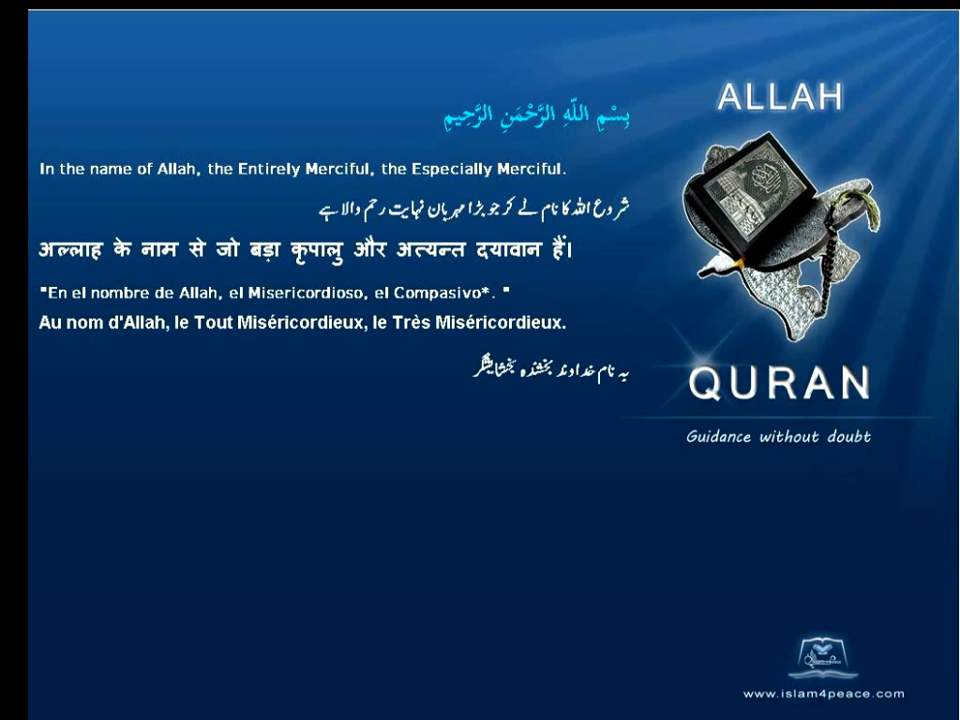 بِسْمِ اللّهِ الرَّحْمَنِ الرَّحِيمِ
In the name of Allah, the Entirely Merciful, the Especially Merciful.
شروع اللہ کا نام لے کر جو بڑا مہربان نہایت رحم والا ہے
अल्लाह के नाम से जो बड़ा कृपालु और अत्यन्त दयावान हैं।
"En el nombre de Allah, el Misericordioso, el Compasivo*. "
Au nom d'Allah, le Tout Miséricordieux, le Très Miséricordieux.
به نام خداوند بخشنده بخشایشگر
ALLAH
QURAN
Guidance without doubt
www.islam4peace.com